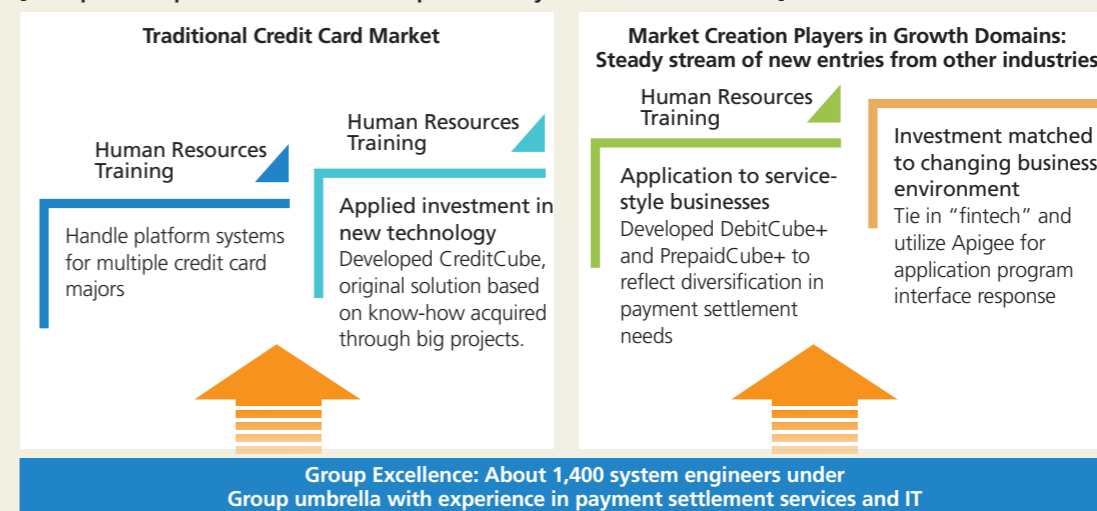 Traditional Credit Card Market
Human Resources
Training
Handle platform systems
for multiple credit card
majors
Human Resources
Training
Applied investment in
new technology
Developed CreditCube,
original solution based
on know-how acquired
through big projects.
Market Creation Players in Growth Domains:
Steady stream of new entries from other industries
Human Resources
Training
Application to service-
style businesses
Developed DebitCube+
and PrepaidCube+ to
reflect diversification in
payment settlement
needs
Investment matched
to changing business
environment
Tie in “fintech” and
utilize Apigee for
application program
interface response
Group Excellence: About 1,400 system engineers under
Group umbrella with experience in payment settlement services and IT